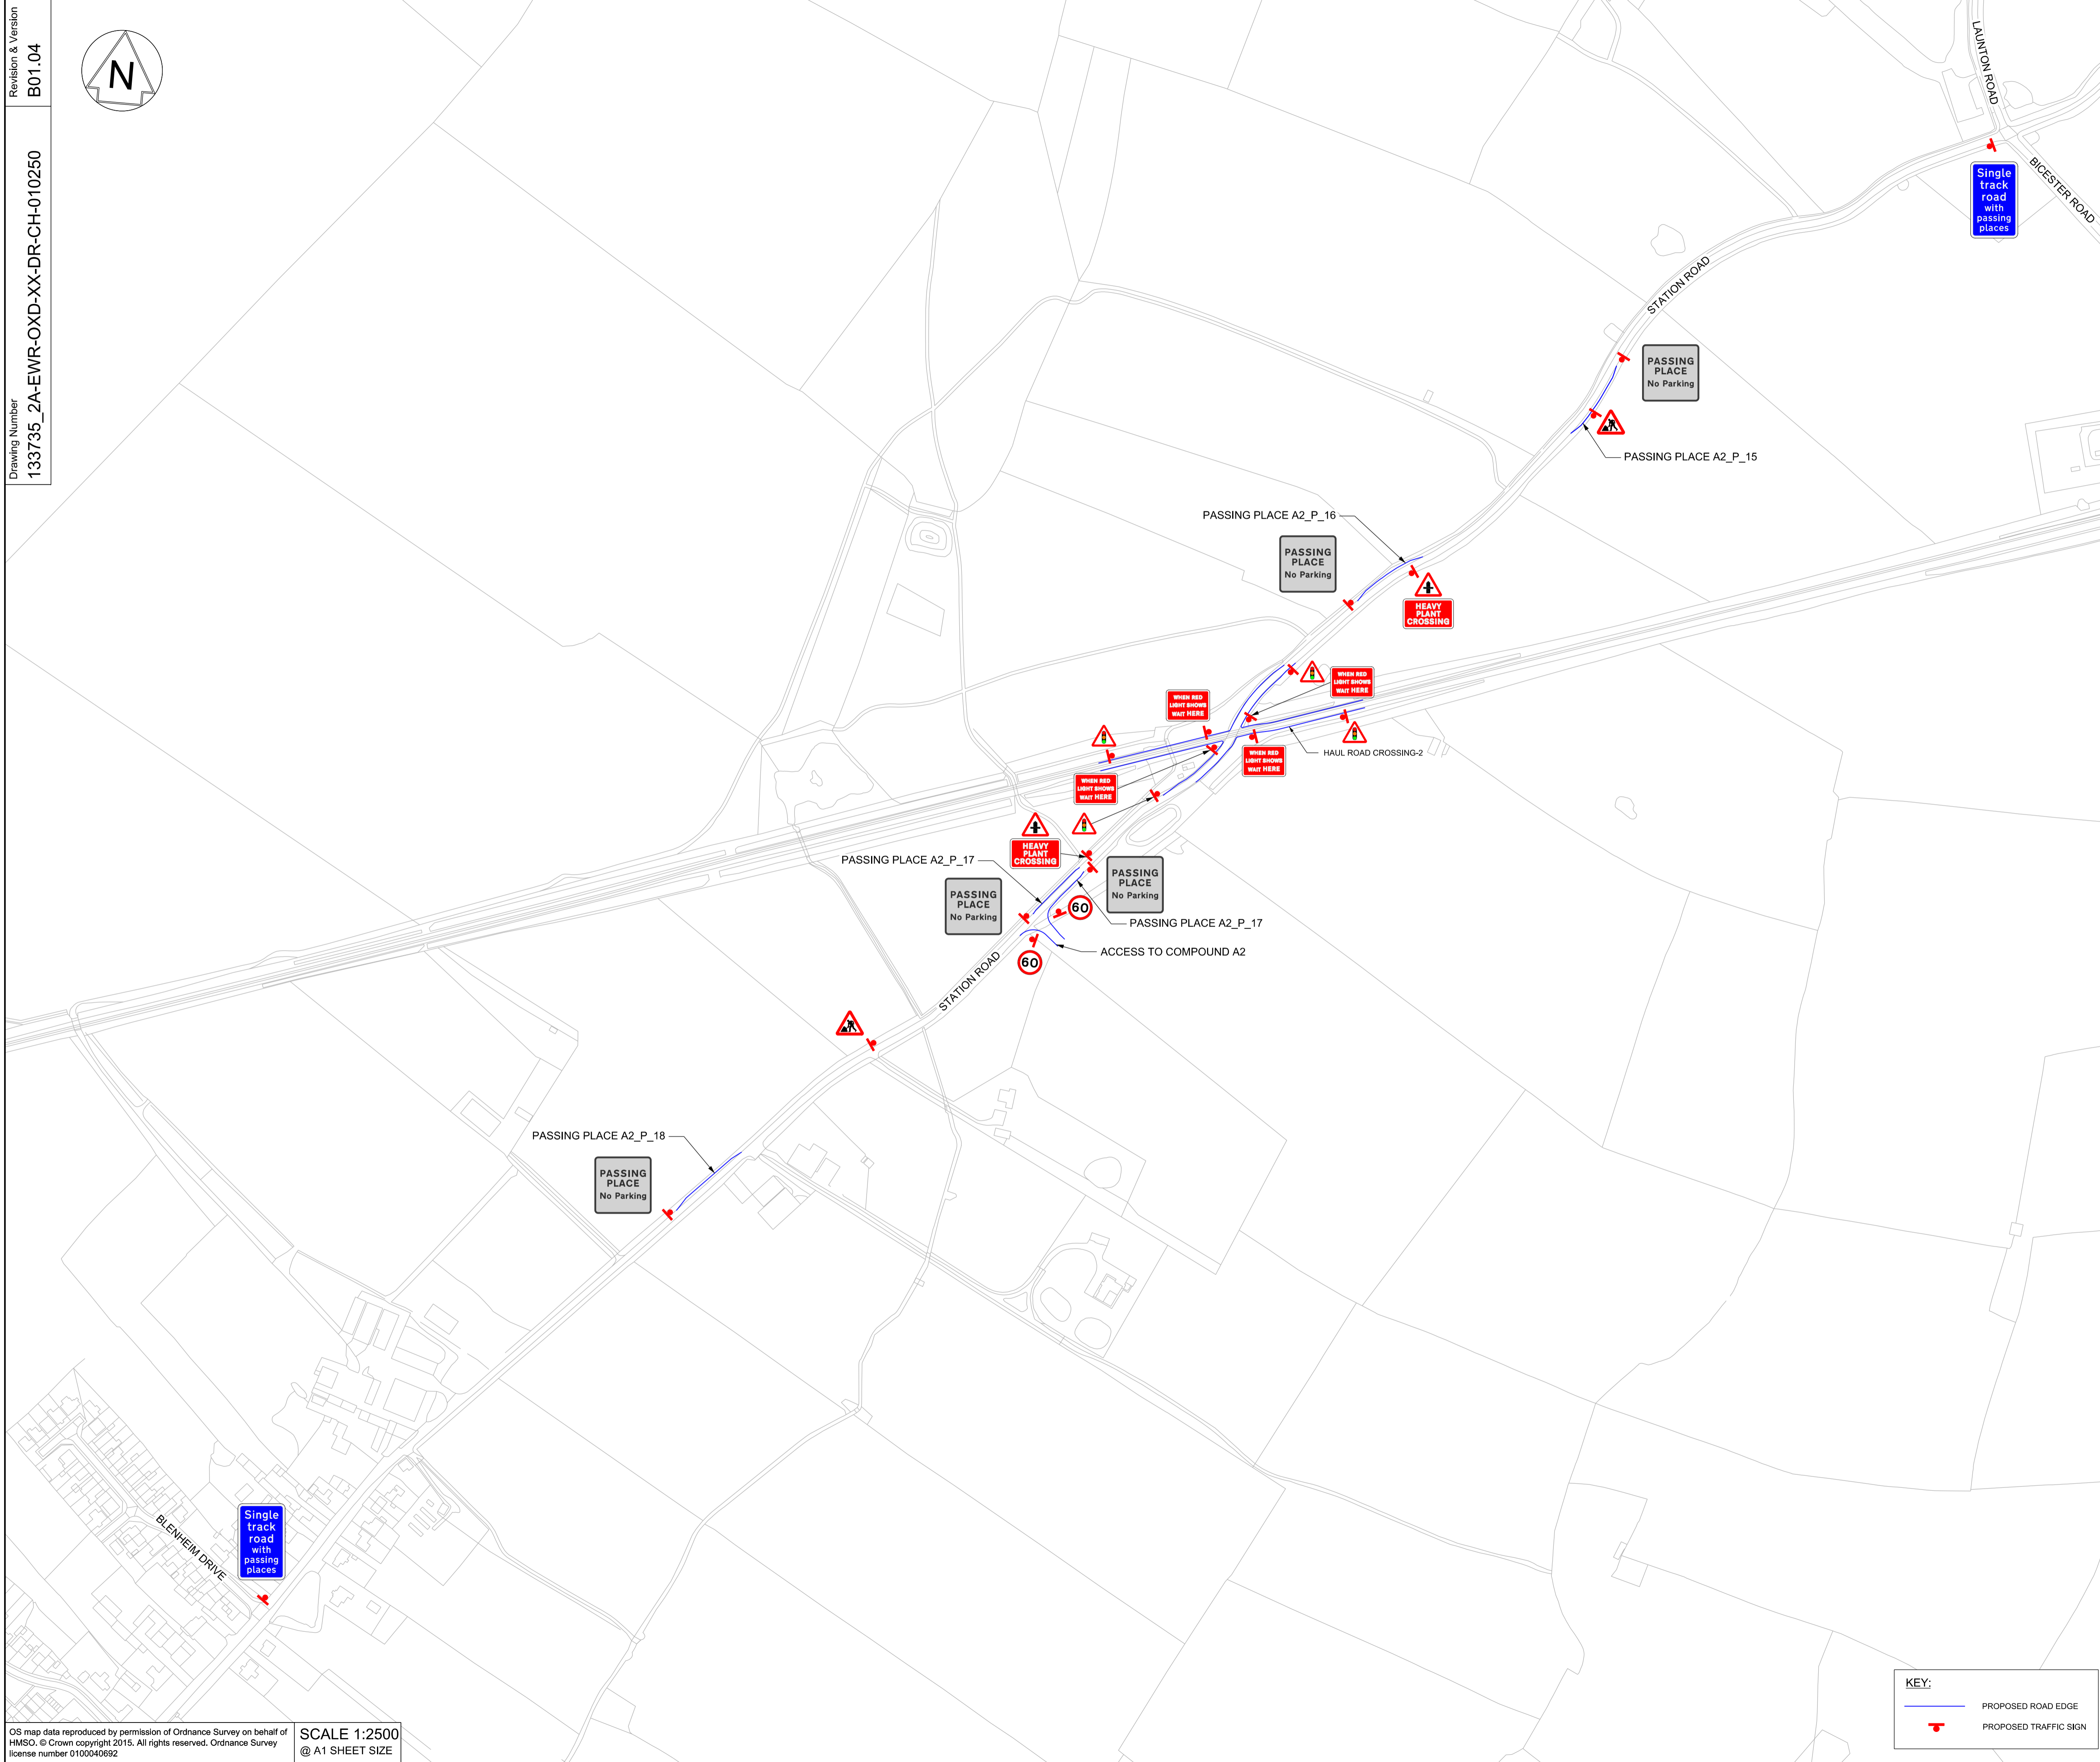 Revision & Version
B01.04
Drawing Number
133735_2A-EWR-OXD-XX-DR-CH-010250
N
LAUNTON ROAD
BICESTER ROAD
Single
track
road
with
passing
places
STATION ROAD
PASSING
PLACE
No Parking
PASSING PLACE A2_P_15
PASSING PLACE A2_P_16
PASSING
PLACE
No Parking
HEAVY
PLANT
CROSSING
WHEN RED
LIGHT SHOWS
WAIT HERE
WHEN RED
LIGHT SHOWS
WAIT HERE
WHEN RED
LIGHT SHOWS
WAIT HERE
HAUL ROAD CROSSING-2
WHEN RED
LIGHT SHOWS
WAIT HERE
HEAVY
PLANT
CROSSING
PASSING PLACE A2_P_17
PASSING
PLACE
No Parking
PASSING
PLACE
No Parking
60
PASSING PLACE A2_P_17
ACCESS TO COMPOUND A2
60
STATION ROAD
PASSING PLACE A2_P_18
PASSING
PLACE
No Parking
Single
track
road
with
passing
places
BLENHEIM DRIVE
KEY:
PROPOSED ROAD EDGE
PROPOSED TRAFFIC SIGN
OS map data reproduced by permission of Ordnance Survey on behalf of
HMSO. © Crown copyright 2015. All rights reserved. Ordnance Survey
license number 0100040692
SCALE 1:2500
@ A1 SHEET SIZE